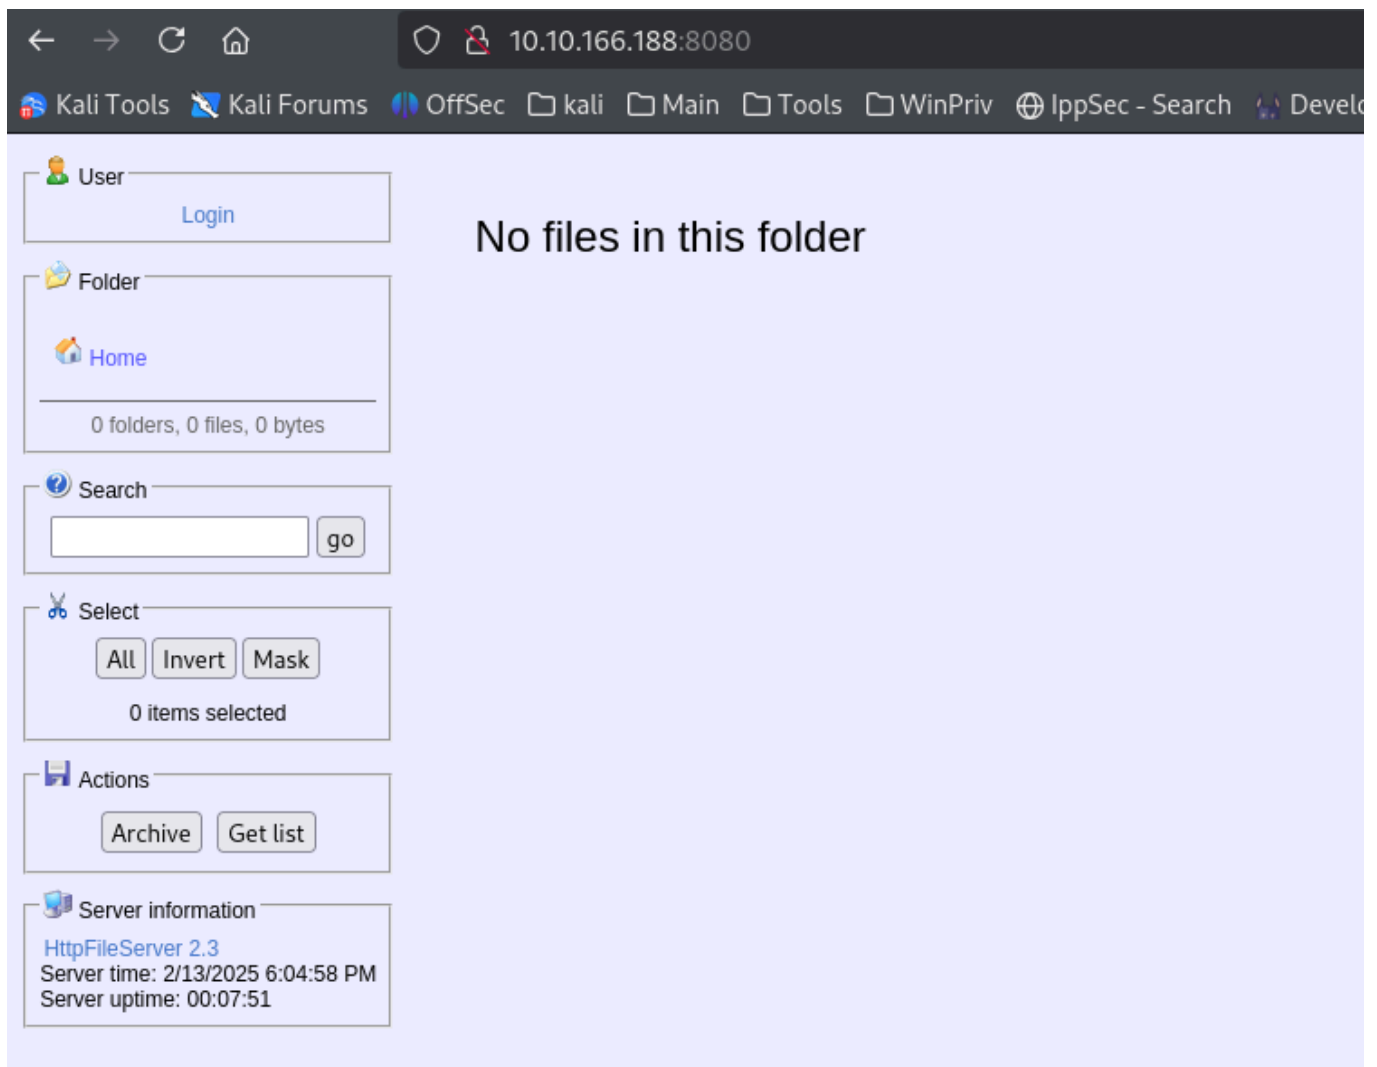 10.10.166.188:8080
Kali Tools Kali Forums OffSec kali Main Tools WinPriv IppSec - Search Develo
User
Login
No files in this folder
Folder
Home
0 folders, 0 files, 0 bytes
Search
go
Select
All Invert Mask
0 items selected
Actions
Archive Get list
Server information
HttpFileServer 2.3
Server time: 2/13/2025 6:04:58 PM
Server uptime: 00:07:51